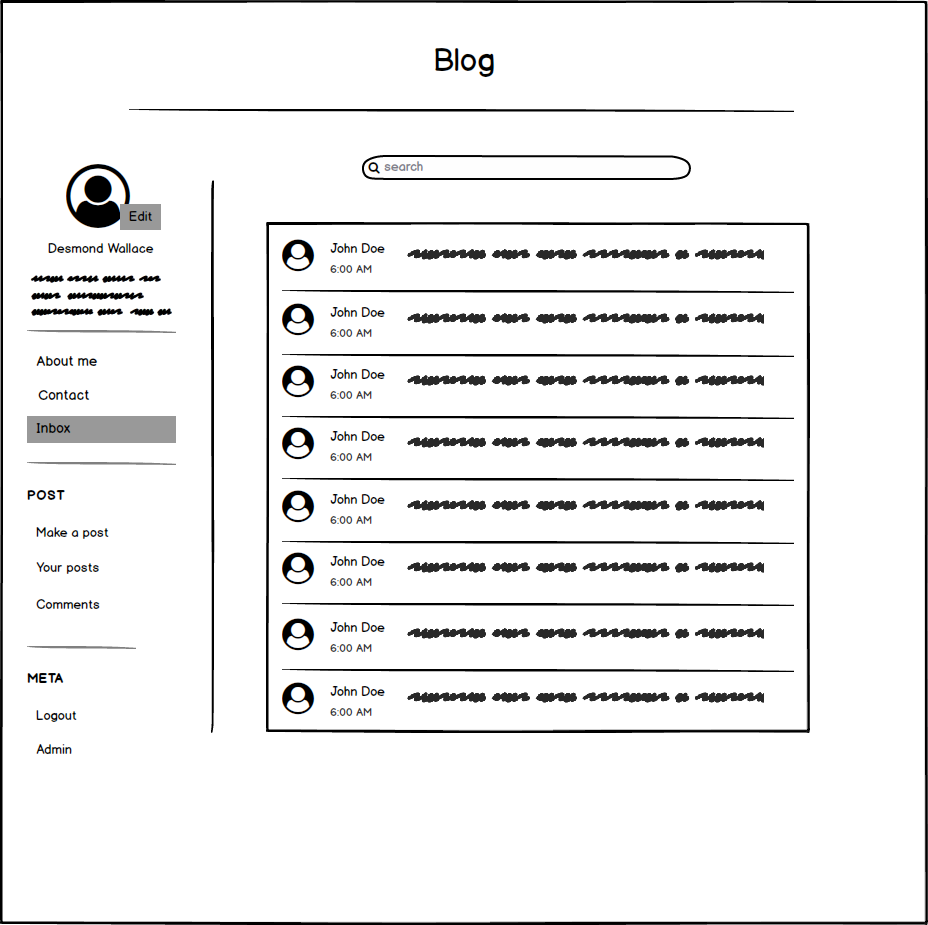 Blog
search
Edit
Desmond Wallace
About me
Contact
Inbox
POST
Make a post
Your posts
Comments
META
Logout
Admin
John Doe
6:00 AM
John Doe
6:00 AM
John Doe
6:00 AM
John Doe
6:00 AM
John Doe
6:00 AM
John Doe
6:00 AM
John Doe
6:00 AM
John Doe
6:00 AM